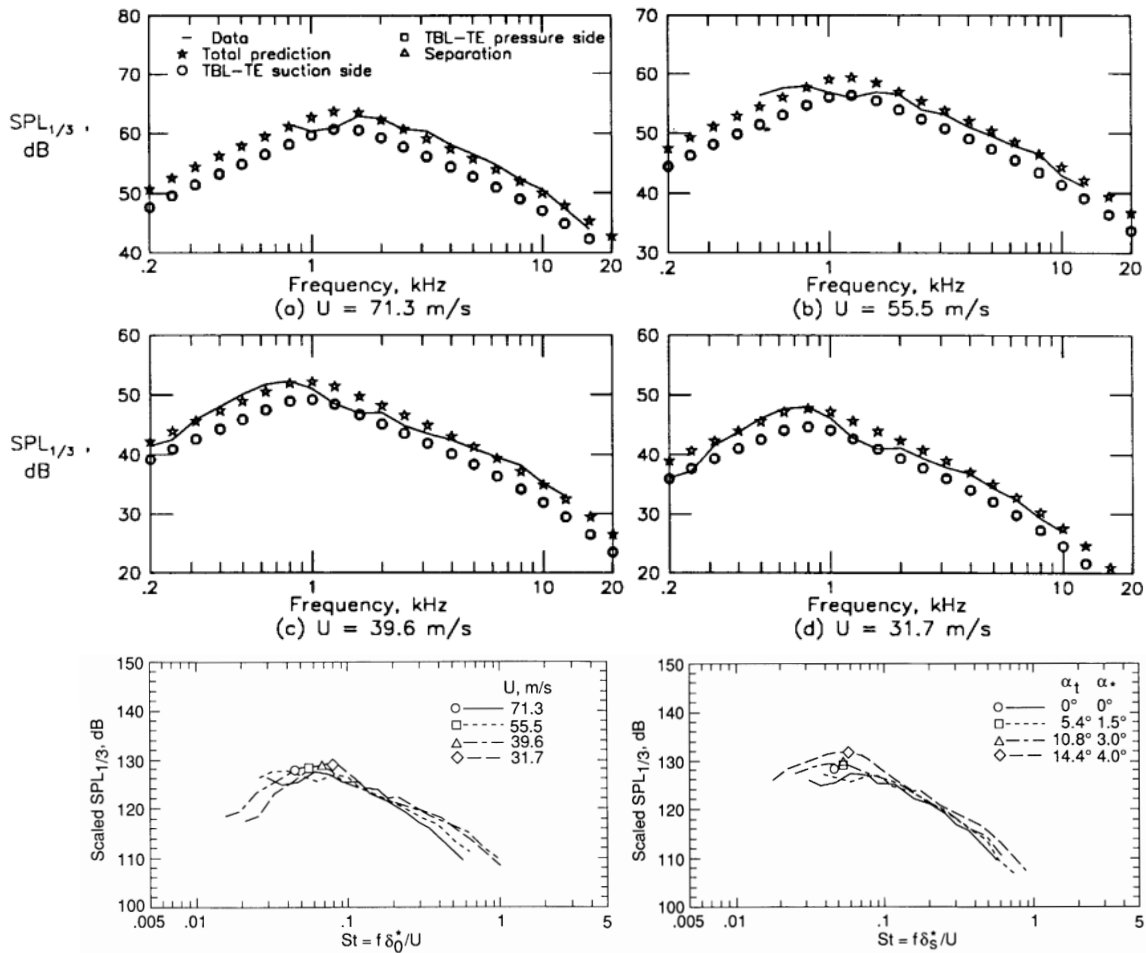 80
70
60
50
40
SPL1/3 ,
dB
— Data
★ Total prediction
○ TBL–TE suction side
□ TBL–TE pressure side
△ Separation
.2 1 10 20
Frequency, kHz
(a) U = 71.3 m/s
70
60
50
40
30
.2 1 10 20
Frequency, kHz
(b) U = 55.5 m/s
60
50
40
30
20
SPL1/3 ,
dB
.2 1 10 20
Frequency, kHz
(c) U = 39.6 m/s
60
50
40
30
20
.2 1 10 20
Frequency, kHz
(d) U = 31.7 m/s
150
140
130
120
110
100
Scaled SPL1/3, dB
U, m/s
71.3
55.5
39.6
31.7
.005 .01 .1 1 5
St = f δ*0/U
150
140
130
120
110
100
Scaled SPL1/3, dB
αt α*
0° 0°
5.4° 1.5°
10.8° 3.0°
14.4° 4.0°
.005 .01 .1 1 5
St = f δ*s/U